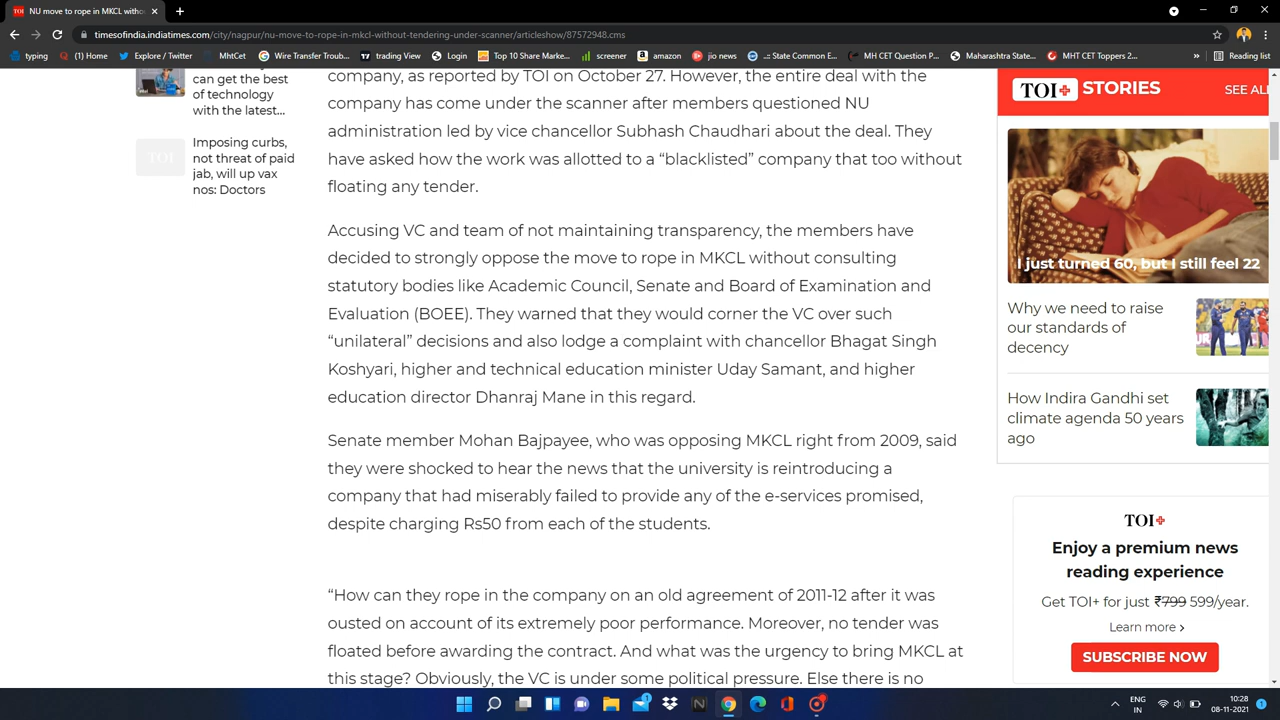 NU move to rope in MKCL witho
timesofindia.indiatimes.com/city/nagpur/nu-move-to-rope-in-mkcl-without-tendering-under-scanner/articleshow/87572948.cms
typing
(1) Home
Explore / Twitter
MhtCet
Wire Transfer Instru...
trading View
Login
Top 10 Share Marke...
screener
amazon
jio news
..:: State Common E...
MH CET Question P...
Maharashtra State...
MHT CET Toppers 2...
»
Reading list
can get the best
of technology
with the latest...
TOI
Imposing curbs,
not threat of paid
jab, will up vax
nos: Doctors
company, as reported by TOI on October 27. However, the entire deal with the
company has come under the scanner after members questioned NU
administration led by vice chancellor Subhash Chaudhari about the deal. They
have asked how the work was allotted to a “blacklisted” company that too without
floating any tender.
Accusing VC and team of not maintaining transparency, the members have
decided to strongly oppose the move to rope in MKCL without consulting
statutory bodies like Academic Council, Senate and Board of Examination and
Evaluation (BOEE). They warned that they would corner the VC over such
“unilateral” decisions and also lodge a complaint with chancellor Bhagat Singh
Koshyari, higher and technical education minister Uday Samant, and higher
education director Dhanraj Mane in this regard.
Senate member Mohan Bajpayee, who was opposing MKCL right from 2009, said
they were shocked to hear the news that the university is reintroducing a
company that had miserably failed to provide any of the e-services promised,
despite charging Rs50 from each of the students.
“How can they rope in the company on an old agreement of 2011-12 after it was
ousted on account of its extremely poor performance. Moreover, no tender was
floated before awarding the contract. And what was the urgency to bring MKCL at
this stage? Obviously, the VC is under some political pressure. Else there is no
TOI+ STORIES
SEE ALL
I just turned 60, but I still feel 22
Why we need to raise
our standards of
decency
How Indira Gandhi set
climate agenda 50 years
ago
TOI+
Enjoy a premium news
reading experience
Get TOI+ for just ₹799 599/year.
Learn more >
SUBSCRIBE NOW
ENG
IN
10:28
08-11-2021